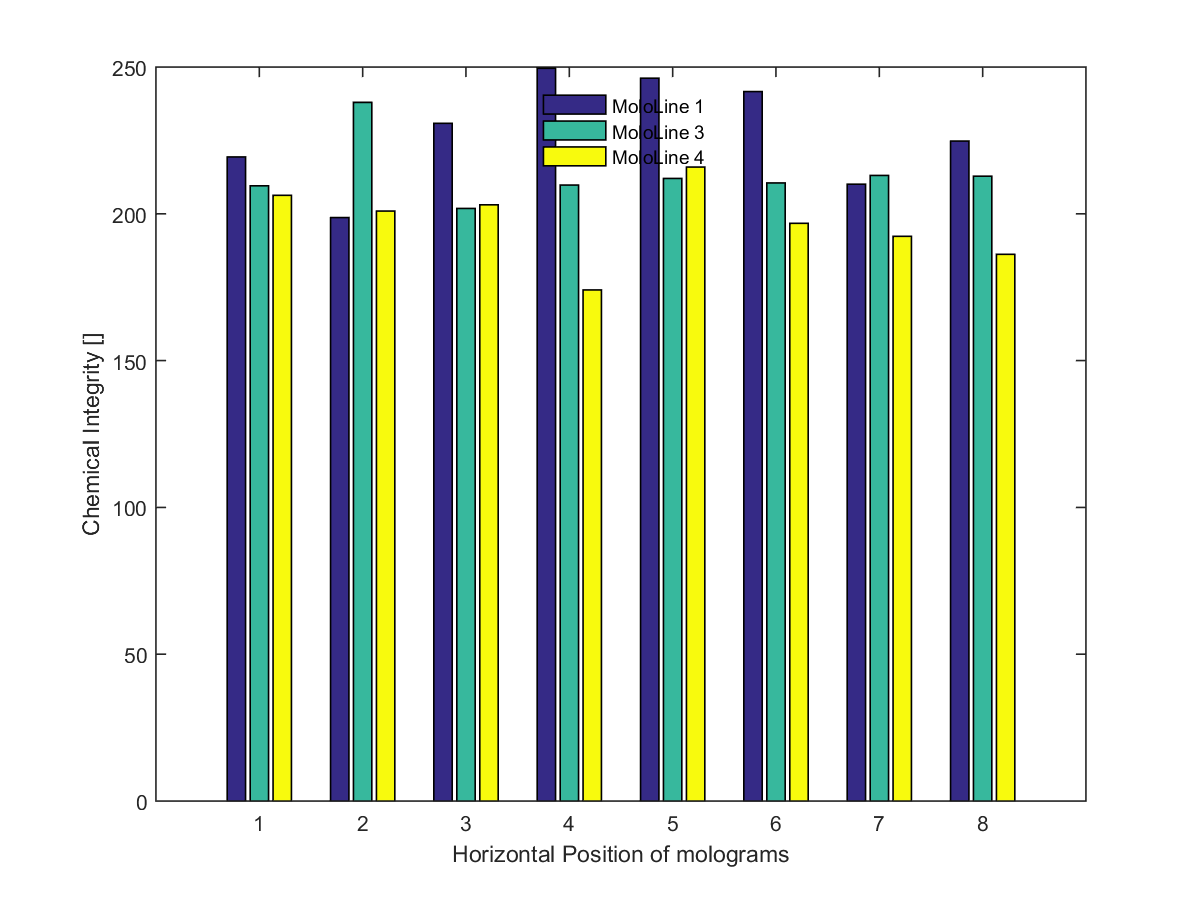 250
200
150
100
50
0
Chemical Integrity []
MoloLine 1
MoloLine 3
MoloLine 4
1 2 3 4 5 6 7 8
Horizontal Position of molograms